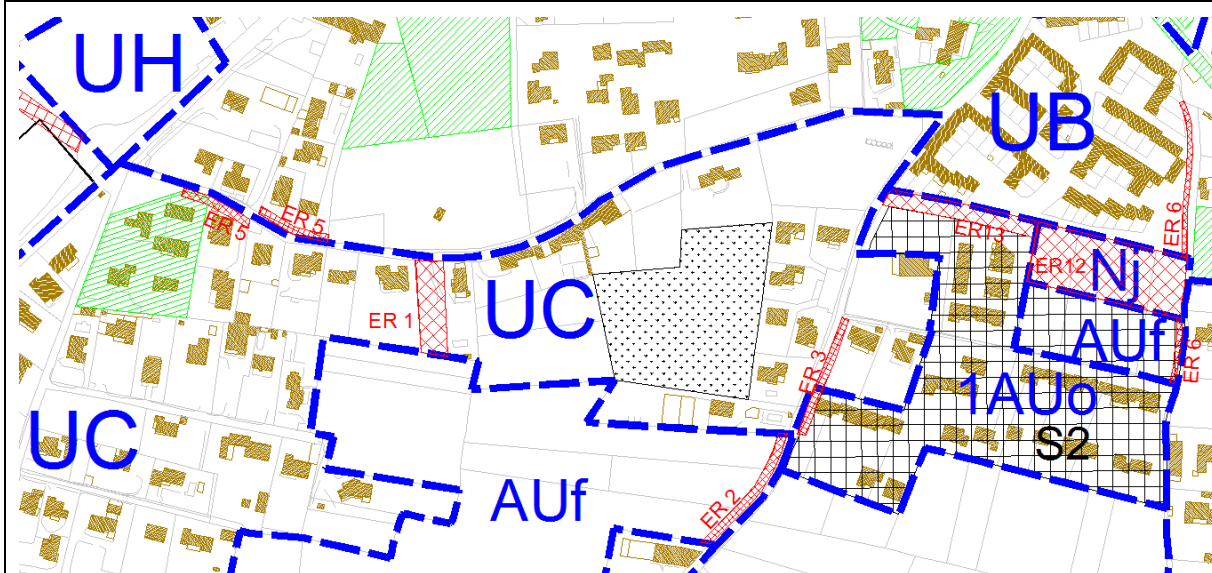 UH
UB
ER 5
ER 5
ER 6
ER13
ER12
Nj
ER 1
UC
AUf
ER 3
ER 6
1AUo
S2
UC
AUf
ER 2